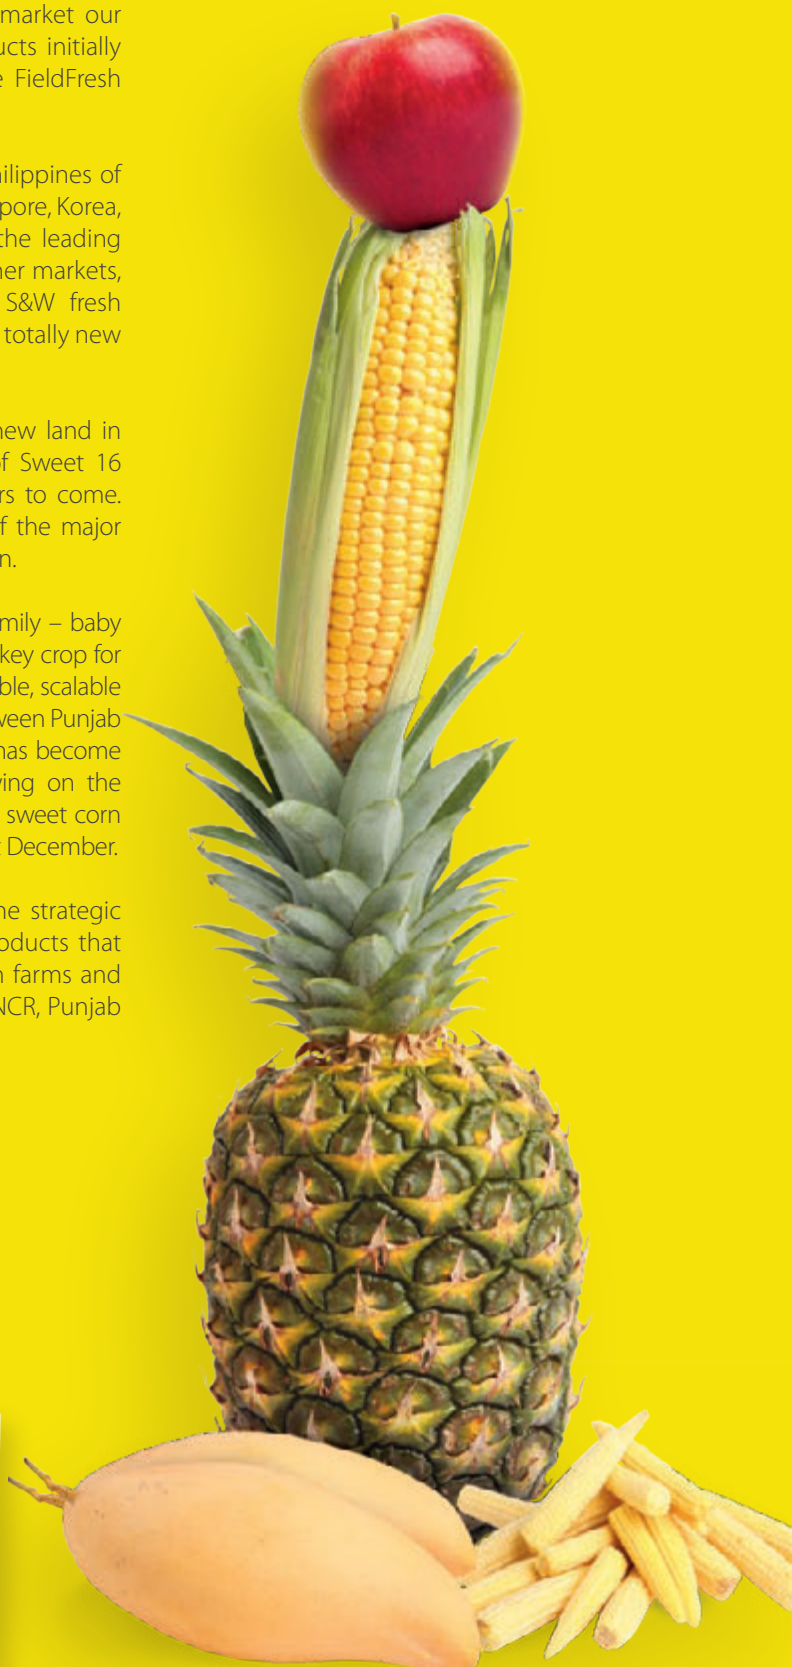 market our
ucts initially
FieldFresh
ilippines of
pore, Korea,
the leading
her markets,
S&W fresh
totally new
new land in
of Sweet 16
rs to come.
f the major
n.
mily – baby
key crop for
ble, scalable
ween Punjab
has become
ving on the
sweet corn
December.
he strategic
oducts that
farms and
NCR, Punjab